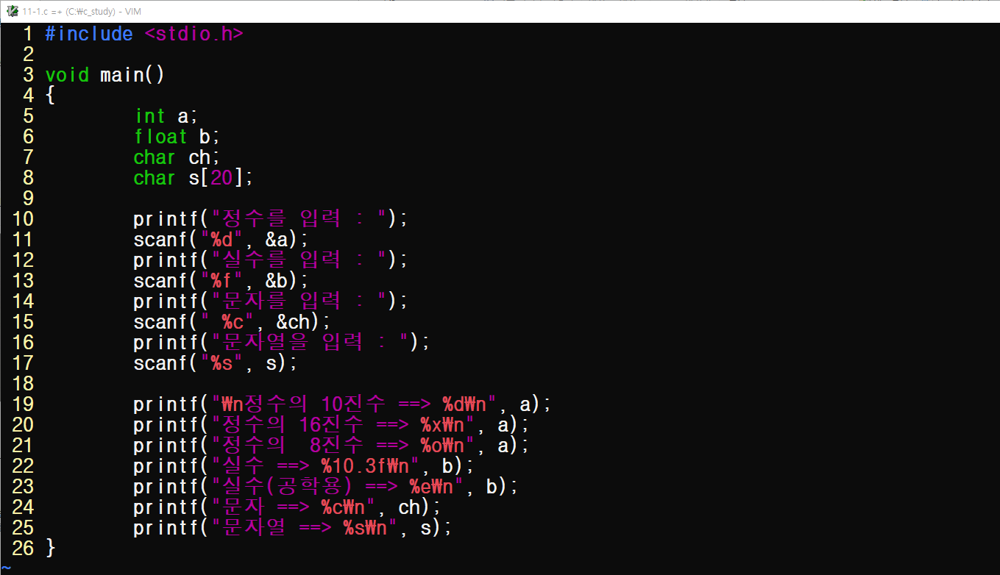 11-1.c =+ (C:₩c_study) - VIM
1 #include <stdio.h>
2
3 void main()
4 {
5         int a;
6         float b;
7         char ch;
8         char s[20];
9
10         printf("정수를 입력 : ");
11         scanf("%d", &a);
12         printf("실수를 입력 : ");
13         scanf("%f", &b);
14         printf("문자를 입력 : ");
15         scanf(" %c", &ch);
16         printf("문자열을 입력 : ");
17         scanf("%s", s);
18
19         printf("₩n정수의 10진수 ==> %d₩n", a);
20         printf("정수의 16진수 ==> %x₩n", a);
21         printf("정수의  8진수 ==> %o₩n", a);
22         printf("실수 ==> %10.3f₩n", b);
23         printf("실수(공학용) ==> %e₩n", b);
24         printf("문자 ==> %c₩n", ch);
25         printf("문자열 ==> %s₩n", s);
26 }
~